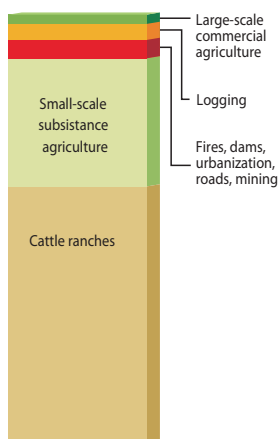 Large-scale
commercial
agriculture
Logging
Fires, dams,
urbanization,
roads, mining
Small-scale
subsistance
agriculture
Cattle ranches